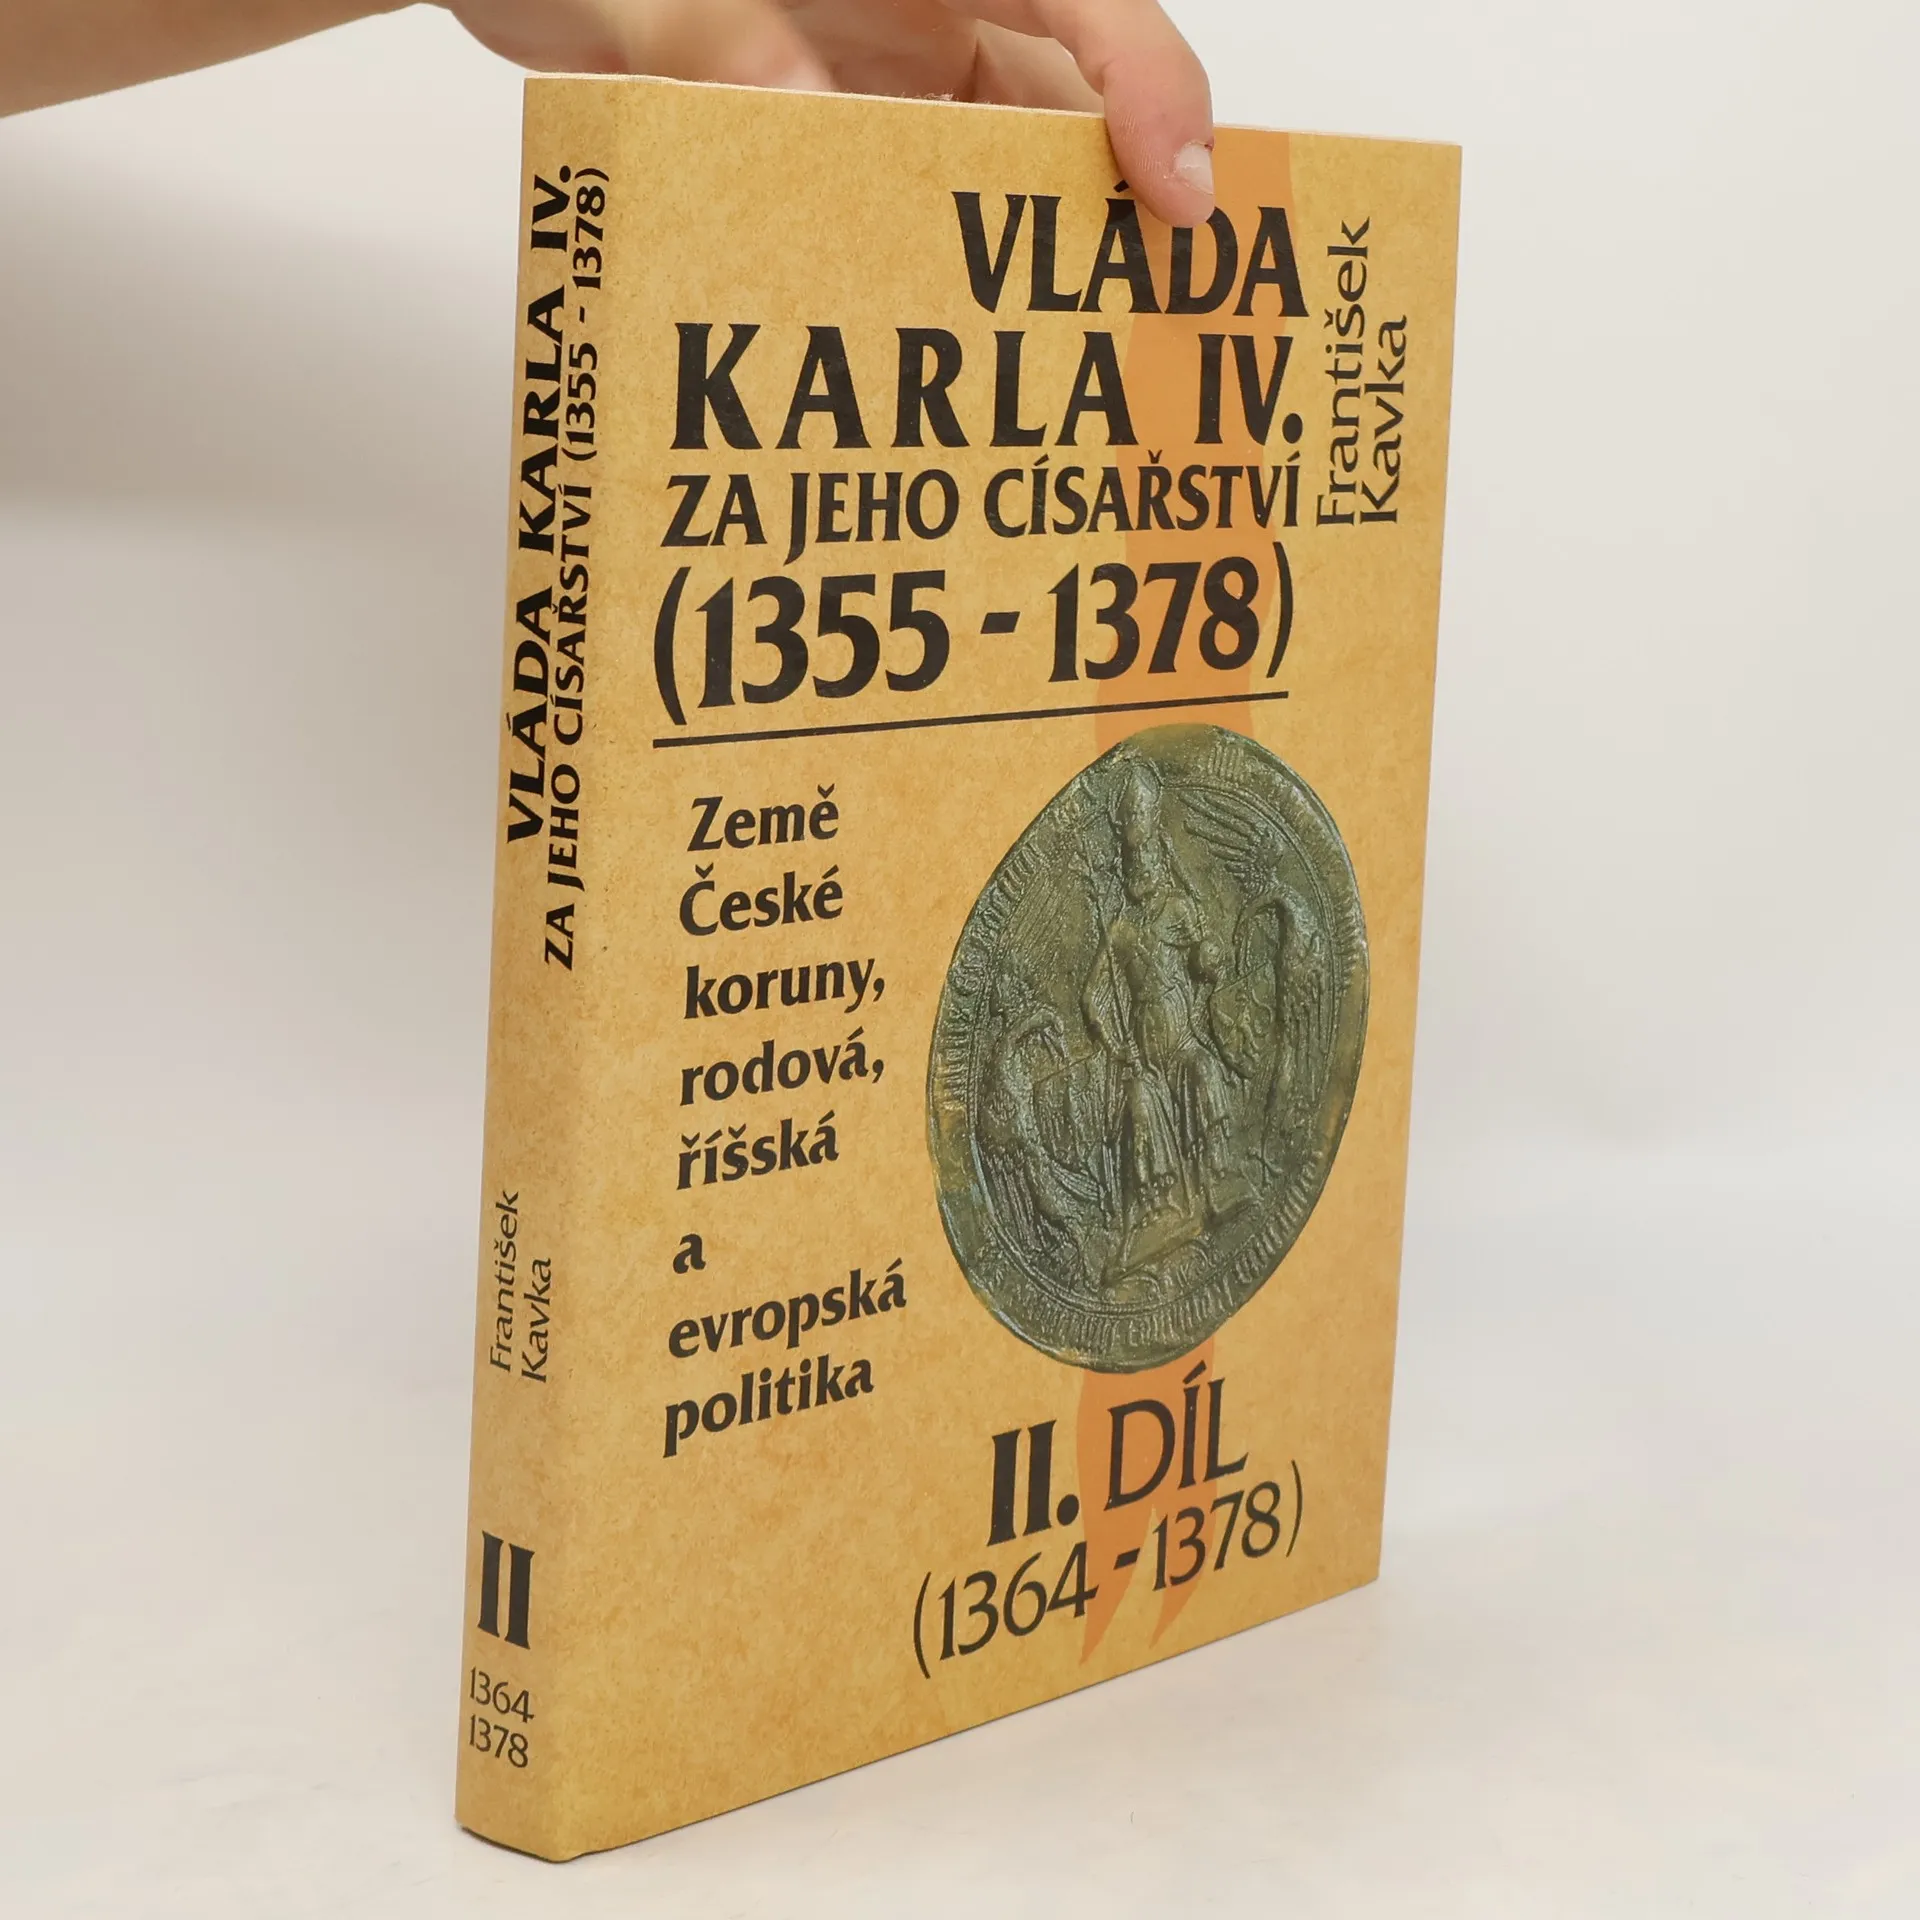 VLÁDA KARLA IV.
ZA JEHO CÍSAŘSTVÍ (1355 - 1378)
František
Kavka
II
1364
1378
VLÁDA
KARLA IV.
ZA JEHO CÍSAŘSTVÍ
(1355 - 1378)
František
Kavka
Země
České
koruny,
rodová,
říšská
a
evropská
politika
II. DÍL
(1364 - 1378)